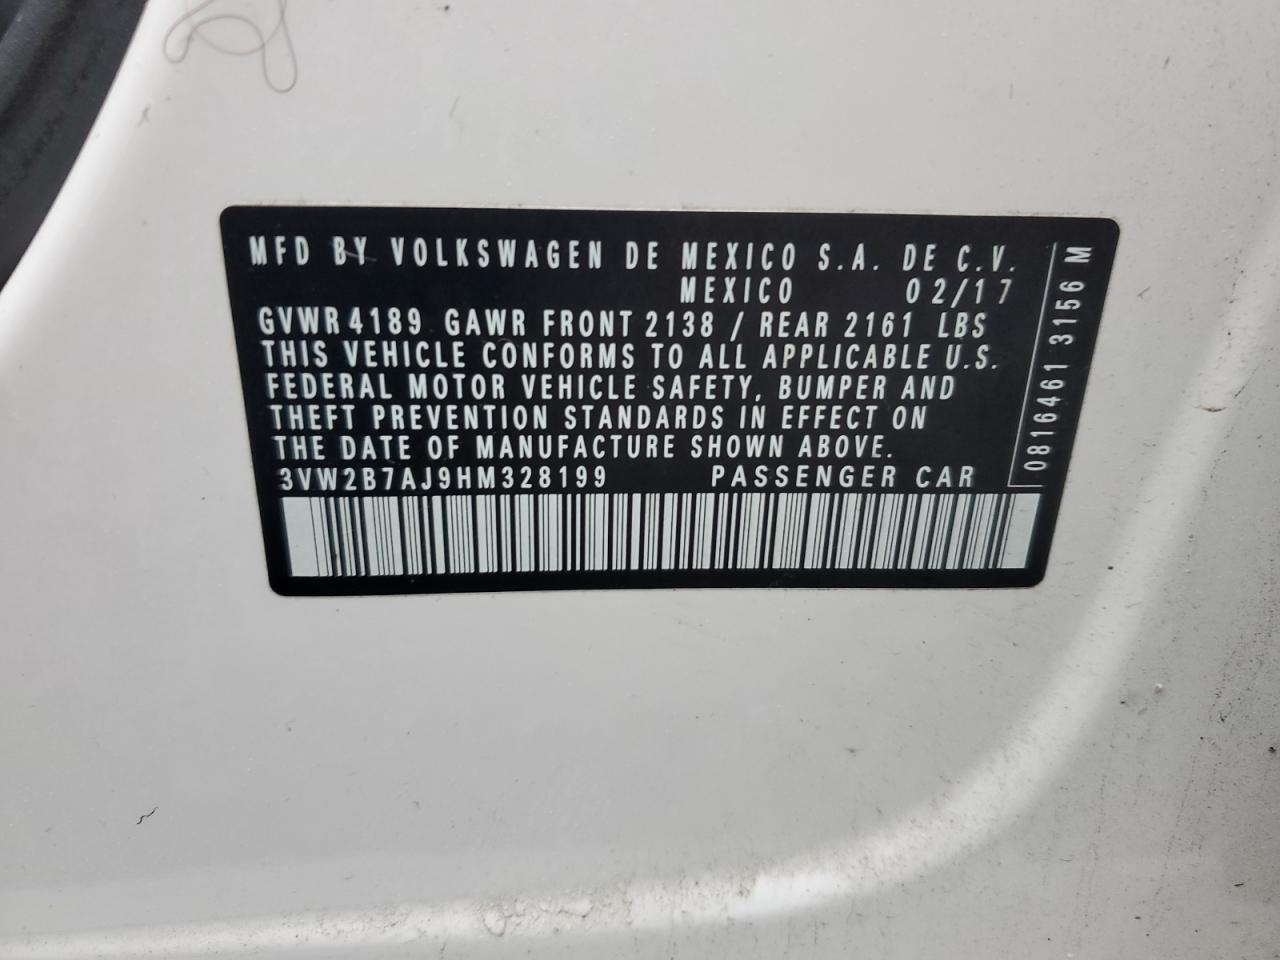 MFD BY VOLKSWAGEN DE MEXICO S.A. DE C.V.
MEXICO 02/17
GVWR 4189 GAWR FRONT 2138 / REAR 2161 LBS
THIS VEHICLE CONFORMS TO ALL APPLICABLE U.S.
FEDERAL MOTOR VEHICLE SAFETY, BUMPER AND
THEFT PREVENTION STANDARDS IN EFFECT ON
THE DATE OF MANUFACTURE SHOWN ABOVE.
3VW2B7AJ9HM328199 PASSENGER CAR
0816461 3156 M